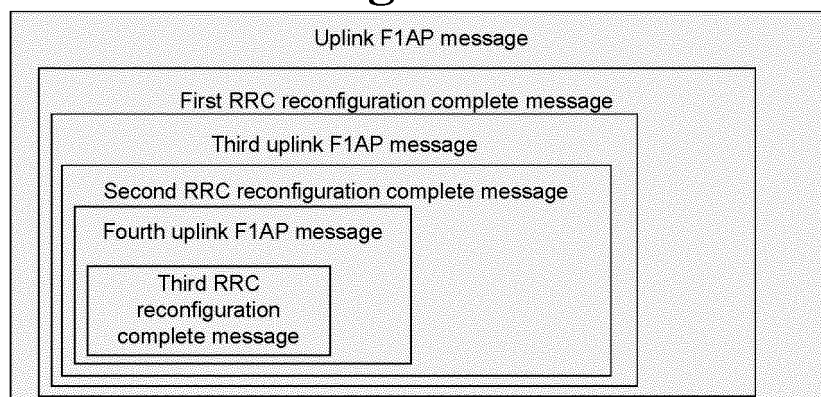 Uplink F1AP message
First RRC reconfiguration complete message
Third uplink F1AP message
Second RRC reconfiguration complete message
Fourth uplink F1AP message
Third RRC
reconfiguration
complete message